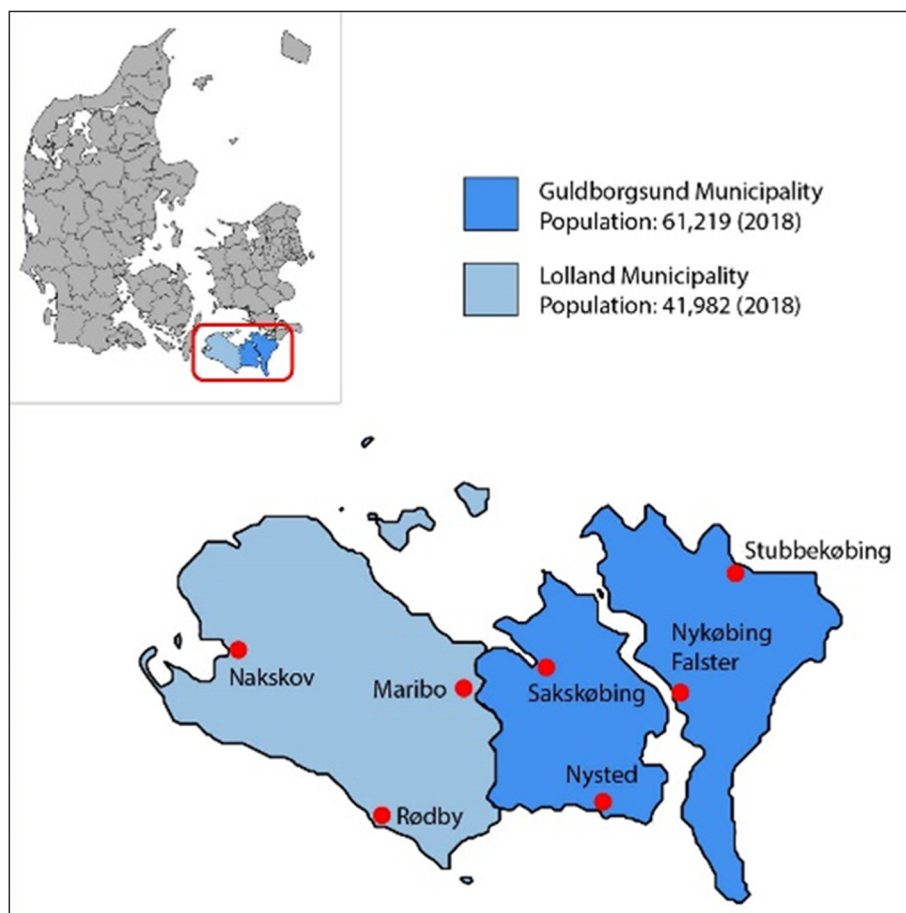 Guldborgsund Municipality
Population: 61,219 (2018)
Lolland Municipality
Population: 41,982 (2018)
Stubbekøbing
Nykøbing
Falster
Nakskov
Maribo
Sakskøbing
Nysted
Rødby